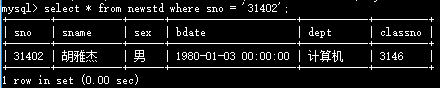 mysql> select * from newstd where sno = '31402';
+-------+--------+------+---------------------+--------+---------+
| sno | sname | sex | bdate | dept | classno |
+-------+--------+------+---------------------+--------+---------+
| 31402 | 胡雅杰 | 男 | 1980-01-03 00:00:00 | 计算机 | 3146 |
+-------+--------+------+---------------------+--------+---------+
1 row in set (0.00 sec)